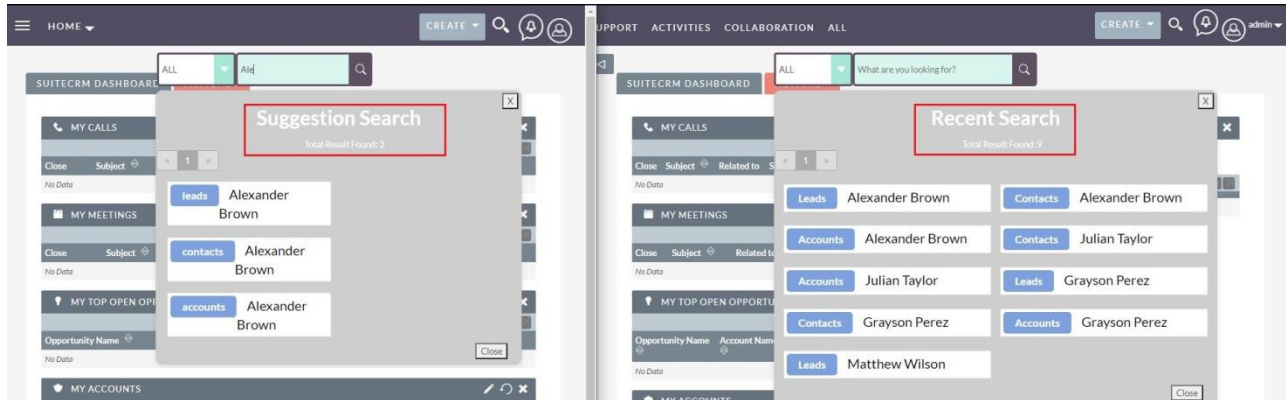 HOME
CREATE
ALL
Ale
SUITECRM DASHBOARD
X
Suggestion Search
Total Result Found: 3
MY CALLS
« 1 »
Close Subject
No Data
leads Alexander
Brown
MY MEETINGS
contacts Alexander
Brown
Close Subject
No Data
accounts Alexander
Brown
MY TOP OPEN OPP
Opportunity Name
Close
No Data
MY ACCOUNTS
UPPORT ACTIVITIES COLLABORATION ALL
CREATE
admin
ALL
What are you looking for?
SUITECRM DASHBOARD
X
Recent Search
Total Result Found: 9
MY CALLS
« 1 »
Close Subject Related to S
No Data
Leads Alexander Brown
Contacts Alexander Brown
MY MEETINGS
Accounts Alexander Brown
Contacts Julian Taylor
Close Subject Related to
No Data
Accounts Julian Taylor
Leads Grayson Perez
MY TOP OPEN OPPORTU
Contacts Grayson Perez
Accounts Grayson Perez
Opportunity Name Account Nam
No Data
Leads Matthew Wilson
Close
MY ACCOUNTS